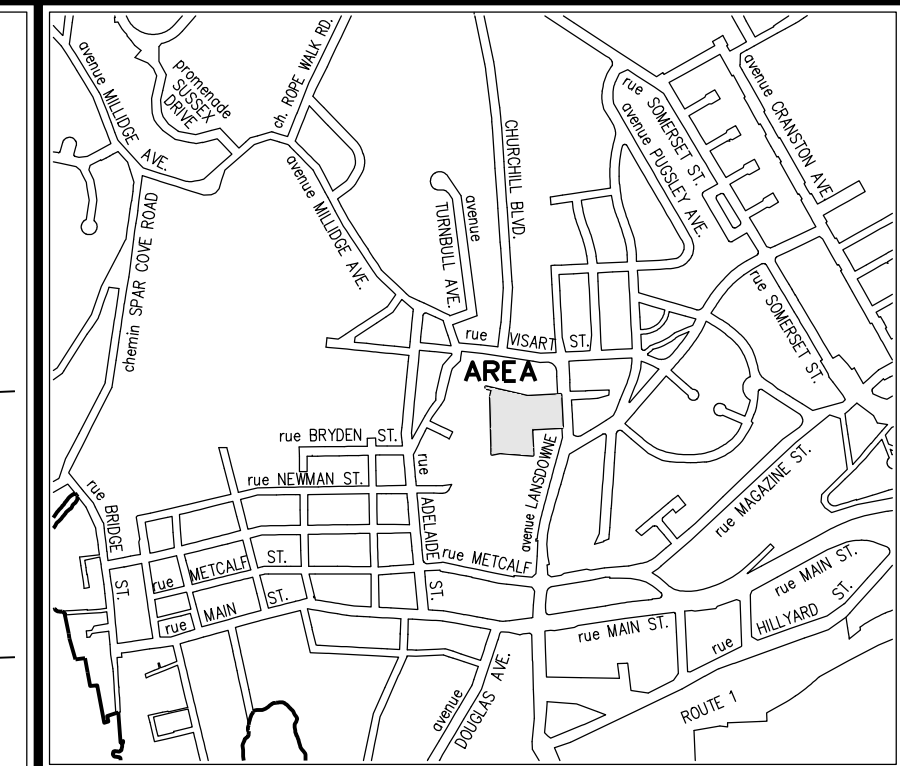 avenue MILLIDGE AVE.
promenade
SUSSEX
DRIVE
ch. ROPE WALK RD.
avenue MILLIDGE AVE.
chemin SPAR COVE ROAD
avenue
TURNBULL AVE.
CHURCHILL BLVD.
rue SOMERSET ST.
avenue PUGSLEY AVE.
avenue CRANSTON AVE
rue SOMERSET ST.
rue VISART ST.
AREA
rue BRYDEN ST.
rue NEWMAN ST.
rue ADELAIDE ST.
avenue LANSDOWNE
rue MAGAZINE ST.
rue BRIDGE ST.
rue METCALF ST.
rue METCALF
rue MAIN ST.
rue MAIN ST.
rue MAIN ST.
rue HILLYARD ST.
avenue
DOUGLAS AVE.
ROUTE 1